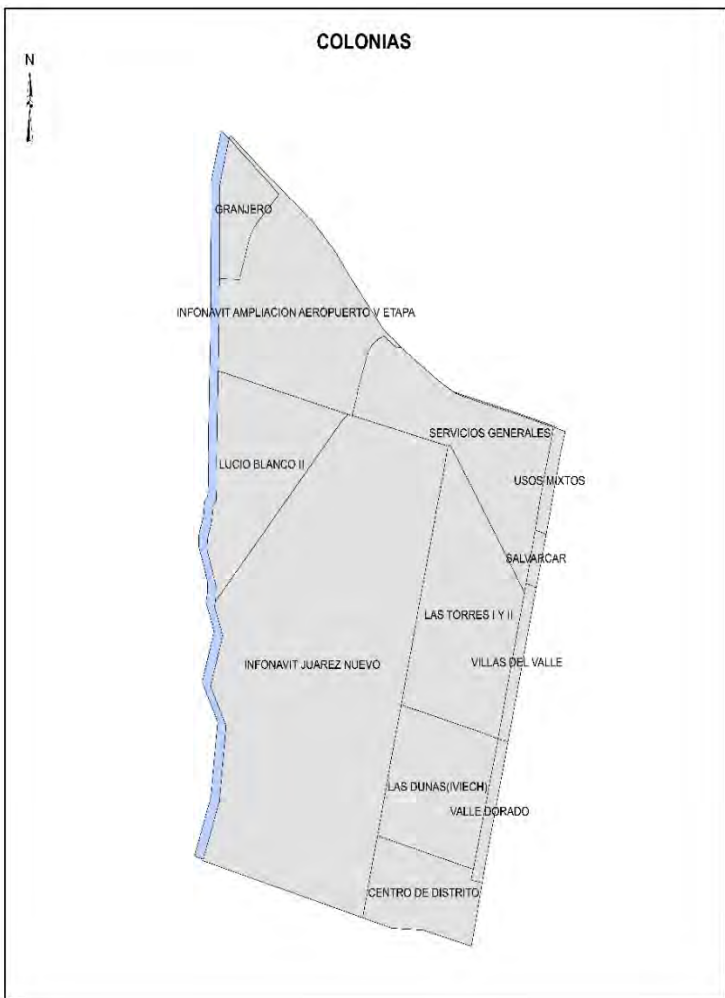 COLONIAS
N
GRANJERO
INFONAVIT AMPLIACION AEROPUERTO V ETAPA
SERVICIOS GENERALES
LUCIO BLANCO II
USOS MIXTOS
SALVARCAR
LAS TORRES I Y II
VILLAS DEL VALLE
INFONAVIT JUAREZ NUEVO
LAS DUNAS(IVIECH)
VALLE DORADO
CENTRO DE DISTRITO